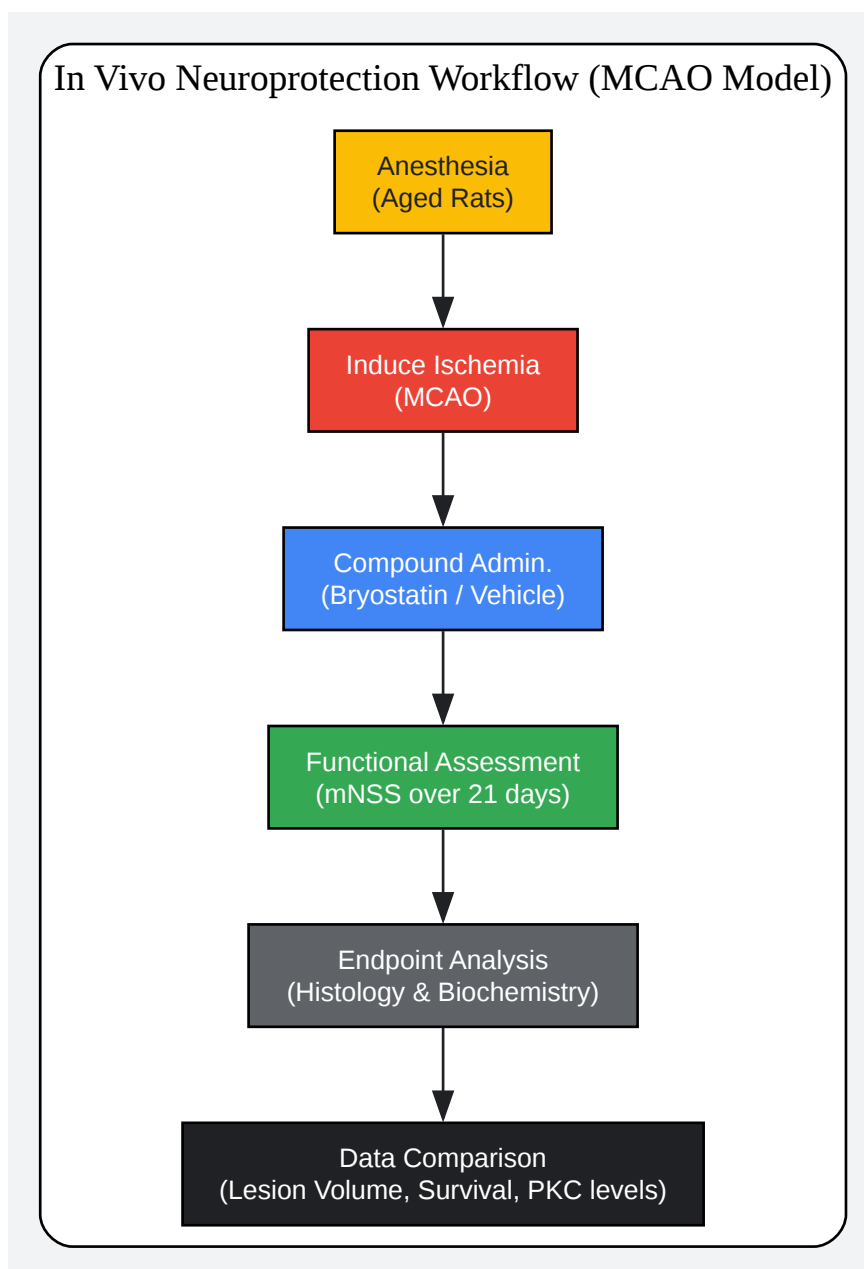 In Vivo Neuroprotection Workflow (MCAO Model)
Anesthesia
(Aged Rats)
Induce Ischemia
(MCAO)
Compound Admin.
(Bryostatin / Vehicle)
Functional Assessment
(mNSS over 21 days)
Endpoint Analysis
(Histology & Biochemistry)
Data Comparison
(Lesion Volume, Survival, PKC levels)